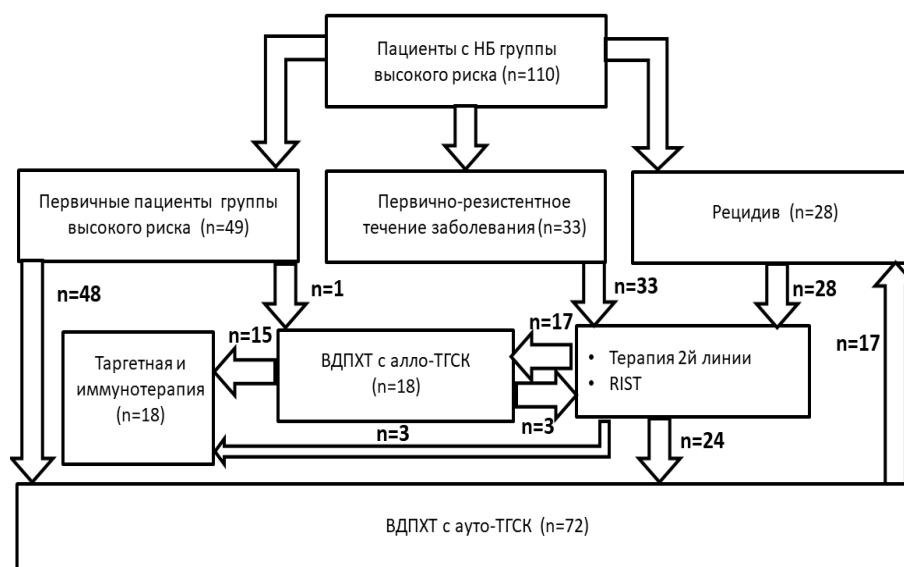 Пациенты с НБ группы
высокого риска (n=110)
Первичные пациенты группы
высокого риска (n=49)
Первично-резистентное
течение заболевания (n=33)
Рецидив (n=28)
n=48
n=1
n=33
n=28
n=15
n=17
n=17
Таргетная и
иммунотерапия
(n=18)
ВДПХТ с алло-ТГСК
(n=18)
• Терапия 2й линии
• RIST
n=3
n=3
n=24
ВДПХТ с ауто-ТГСК (n=72)